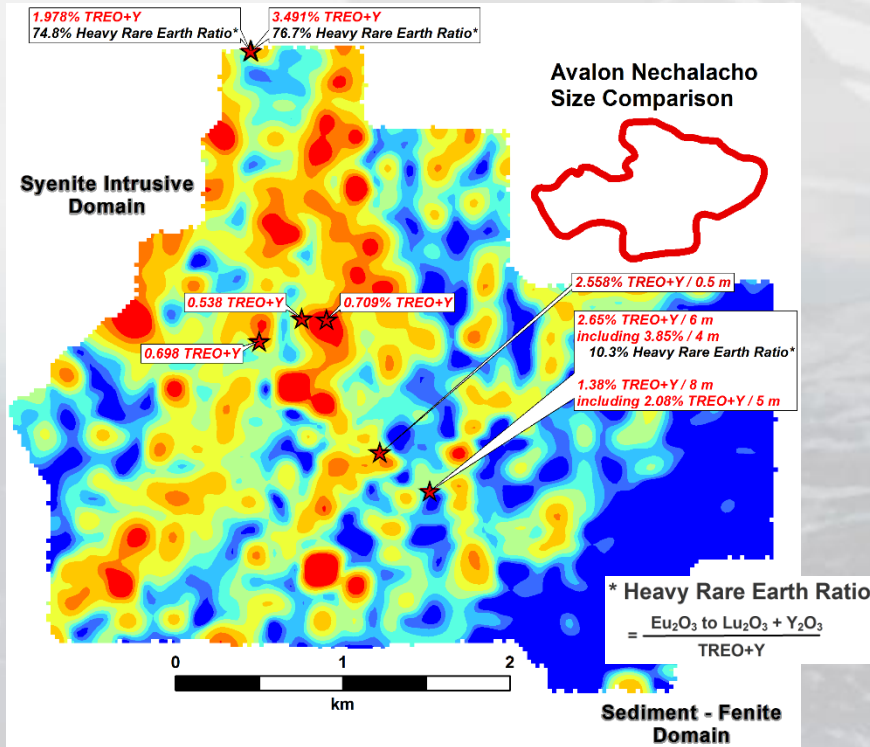 1.978% TREO+Y
74.8% Heavy Rare Earth Ratio*
3.491% TREO+Y
76.7% Heavy Rare Earth Ratio*
Avalon Nechalacho
Size Comparison
Syenite Intrusive
Domain
2.558% TREO+Y / 0.5 m
0.538 TREO+Y
0.709% TREO+Y
0.698 TREO+Y
2.65% TREO+Y / 6 m
including 3.85% / 4 m
10.3% Heavy Rare Earth Ratio*
1.38% TREO+Y / 8 m
including 2.08% TREO+Y / 5 m
* Heavy Rare Earth Ratio
= Eu₂O₃ to Lu₂O₃ + Y₂O₃
TREO+Y
0 1 2
km
Sediment - Fenite
Domain